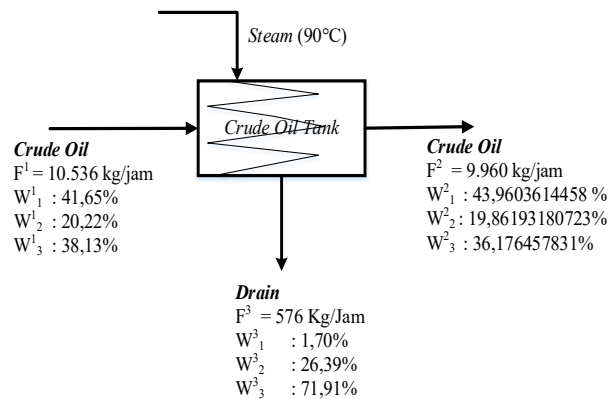 Steam (90°C)
Crude Oil Tank
Crude Oil
F¹ = 10.536 kg/jam
W¹₁ : 41,65%
W¹₂ : 20,22%
W¹₃ : 38,13%
Crude Oil
F² = 9.960 kg/jam
W²₁ : 43,9603614458 %
W²₂ : 19,86193180723%
W²₃ : 36,176457831%
Drain
F³ = 576 Kg/Jam
W³₁ : 1,70%
W³₂ : 26,39%
W³₃ : 71,91%